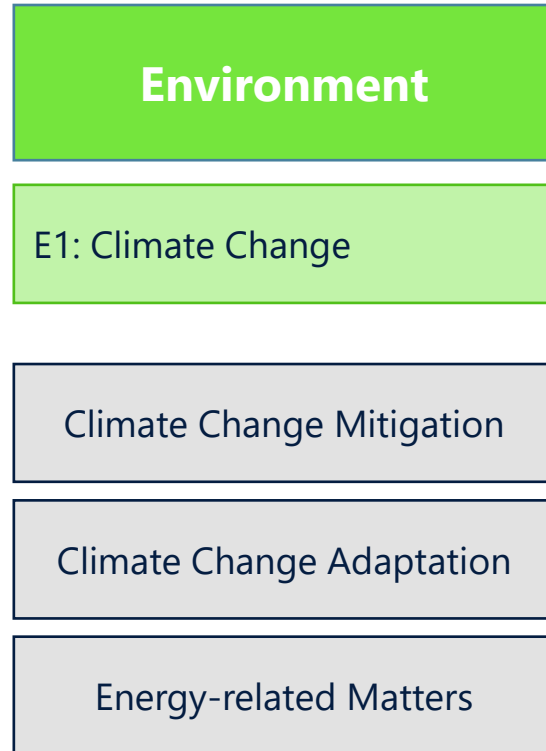 Environment
E1: Climate Change
Climate Change Mitigation
Climate Change Adaptation
Energy-related Matters